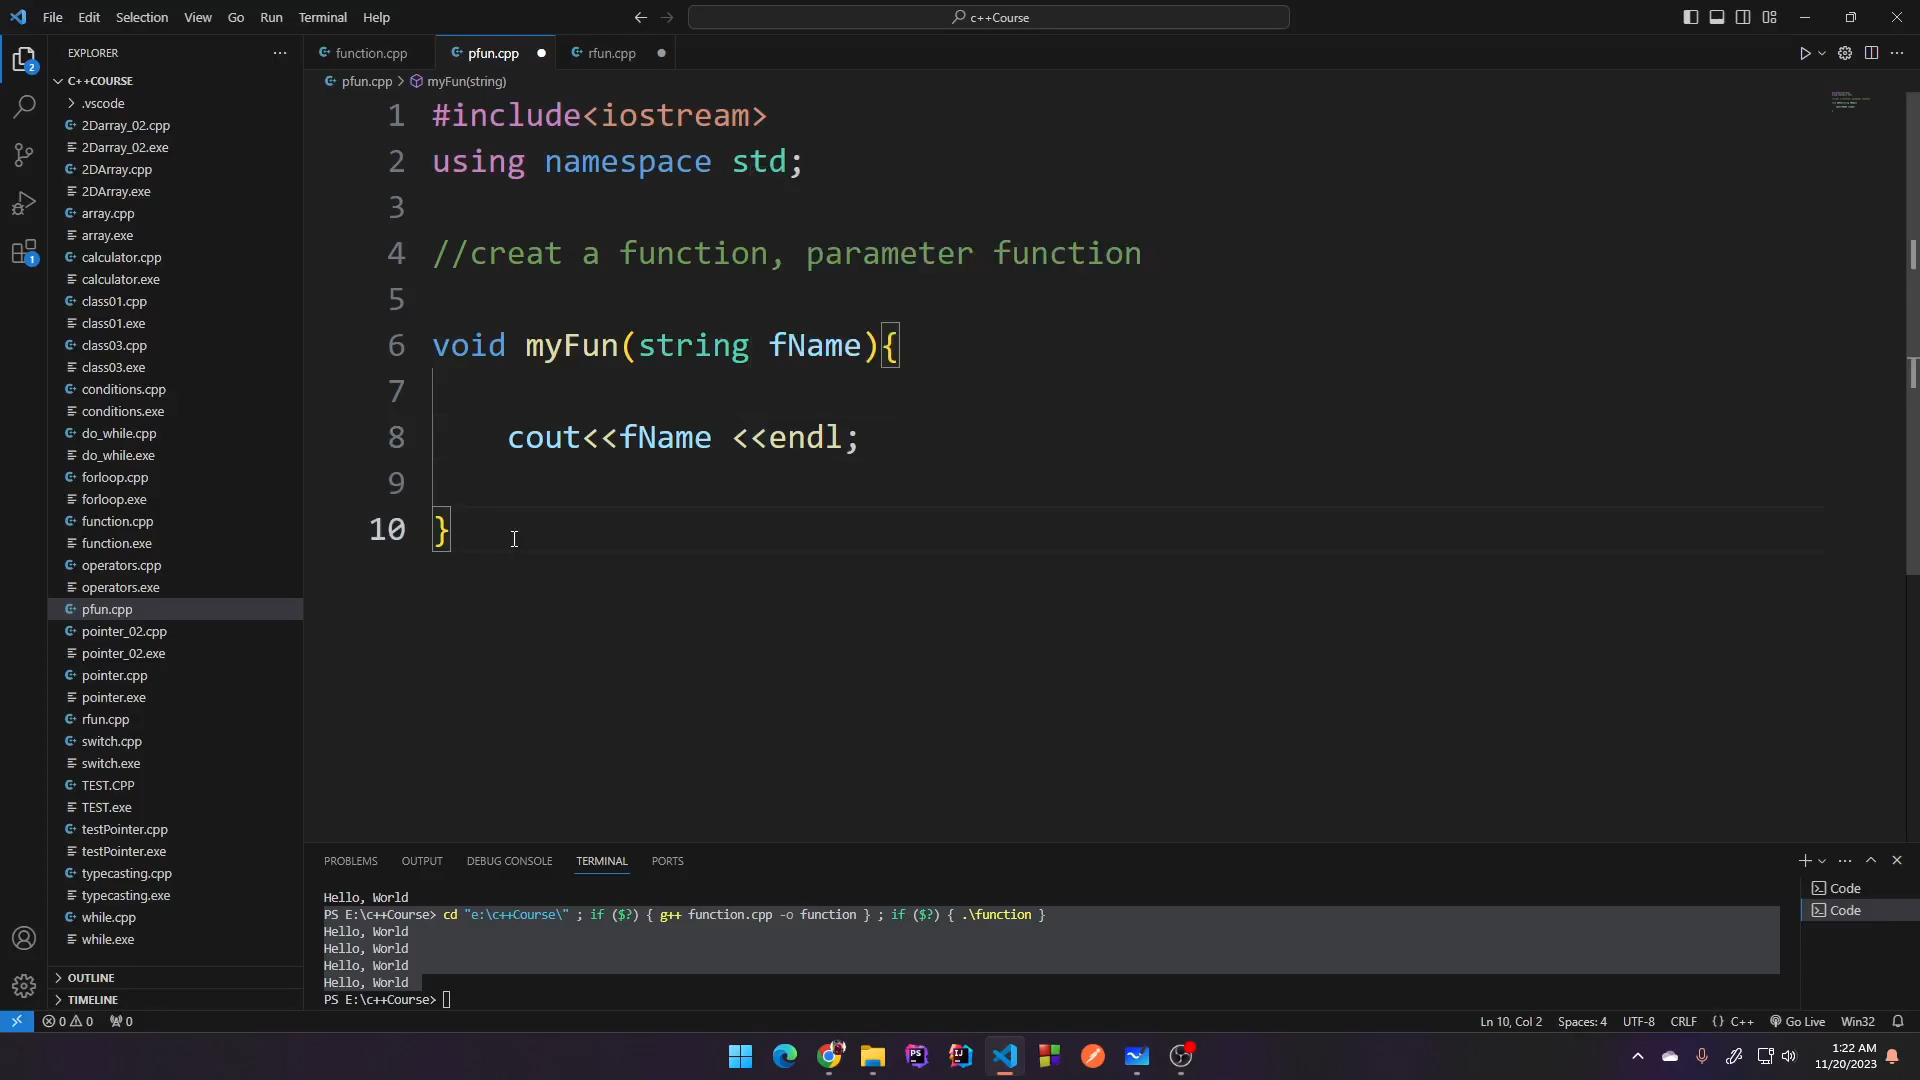 File Edit Selection View Go Run Terminal Help
c++Course
EXPLORER
function.cpp
pfun.cpp
rfun.cpp
pfun.cpp > myFun(string)
C++COURSE
.vscode
2Darray_02.cpp
2Darray_02.exe
2DArray.cpp
2DArray.exe
array.cpp
array.exe
calculator.cpp
calculator.exe
class01.cpp
class01.exe
class03.cpp
class03.exe
conditions.cpp
conditions.exe
do_while.cpp
do_while.exe
forloop.cpp
forloop.exe
function.cpp
function.exe
operators.cpp
operators.exe
pfun.cpp
pointer_02.cpp
pointer_02.exe
pointer.cpp
pointer.exe
rfun.cpp
switch.cpp
switch.exe
TEST.CPP
TEST.exe
testPointer.cpp
testPointer.exe
typecasting.cpp
typecasting.exe
while.cpp
while.exe
OUTLINE
TIMELINE
2
1
1 #include<iostream>
2 using namespace std;
3
4 //creat a function, parameter function
5
6 void myFun(string fName){
7
8 cout<<fName <<endl;
9
10 }
PROBLEMS OUTPUT DEBUG CONSOLE TERMINAL PORTS
Hello, World
PS E:\c++Course> cd "e:\c++Course\" ; if ($?) { g++ function.cpp -o function } ; if ($?) { .\function }
Hello, World
Hello, World
Hello, World
Hello, World
PS E:\c++Course>
Code
Code
0 0 0
Ln 10, Col 2 Spaces: 4 UTF-8 CRLF {} C++ Go Live Win32
PS IJ
1:22 AM
11/20/2023